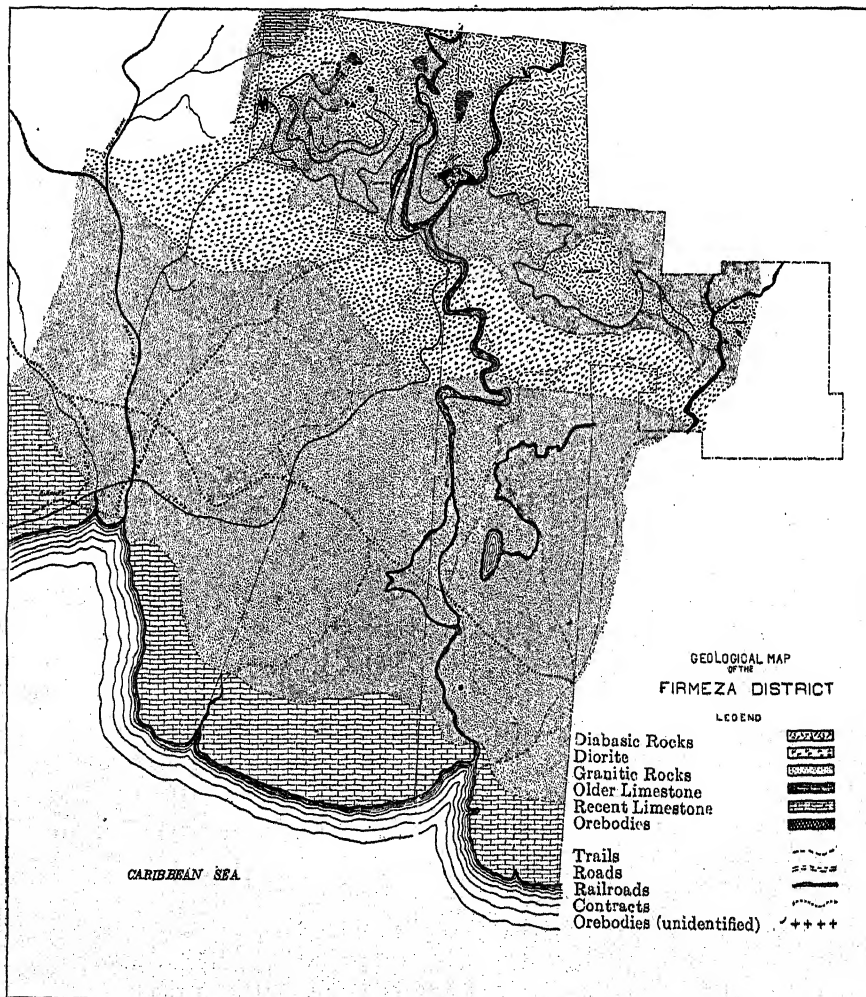 GEOLOGICAL MAP
OF THE
FIRMEZA DISTRICT
LEGEND
Diabasic Rocks
Diorite
Granitic Rocks
Older Limestone
Recent Limestone
Orebodies
Trails
Roads
Railroads
Contracts
Orebodies (unidentified)
CARIBBEAN SEA